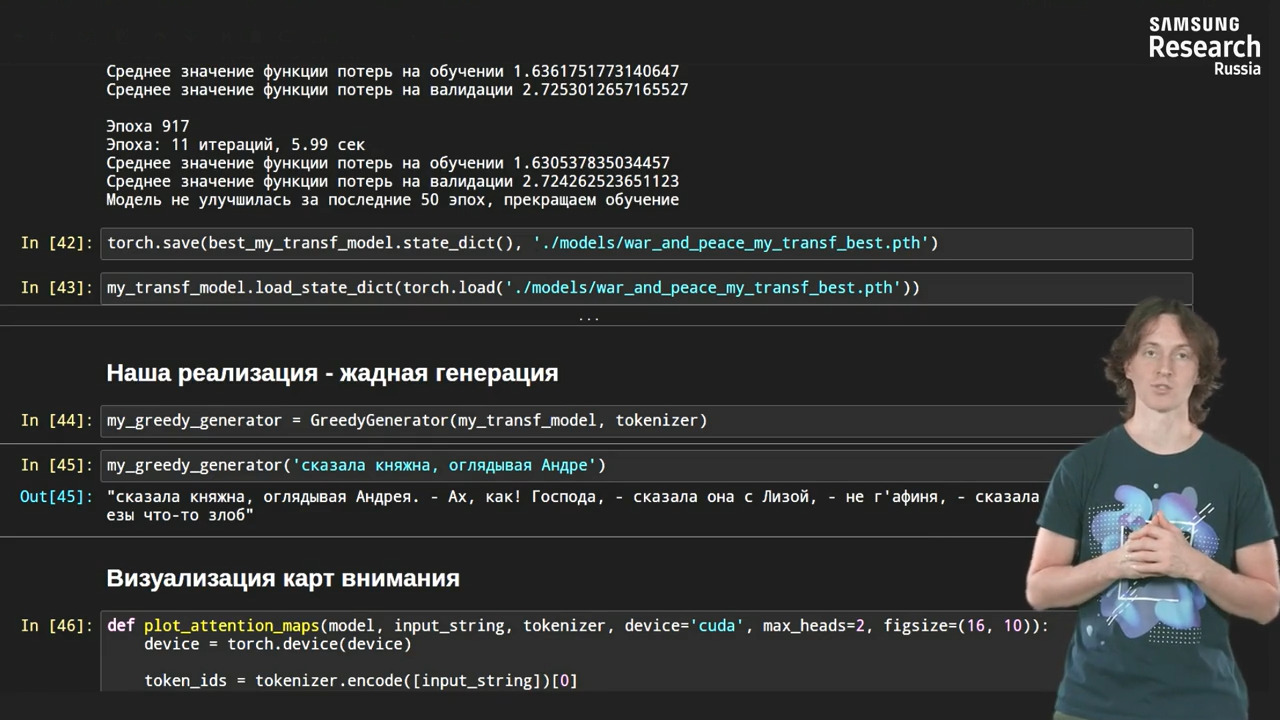 SAMSUNG
Research
Russia
Среднее значение функции потерь на обучении 1.6361751773140647
Среднее значение функции потерь на валидации 2.7253012657165527
Эпоха 917
Эпоха: 11 итераций, 5.99 сек
Среднее значение функции потерь на обучении 1.630537835034457
Среднее значение функции потерь на валидации 2.724262523651123
Модель не улучшилась за последние 50 эпох, прекращаем обучение
In [42]: torch.save(best_my_transf_model.state_dict(), './models/war_and_peace_my_transf_best.pth')
In [43]: my_transf_model.load_state_dict(torch.load('./models/war_and_peace_my_transf_best.pth'))
...
Наша реализация - жадная генерация
In [44]: my_greedy_generator = GreedyGenerator(my_transf_model, tokenizer)
In [45]: my_greedy_generator('сказала княжна, оглядывая Андре')
Out[45]: "сказала княжна, оглядывая Андрея. - Ах, как! Господа, - сказала она с Лизой, - не г'афиня, - сказала
езы что-то злоб"
Визуализация карт внимания
In [46]: def plot_attention_maps(model, input_string, tokenizer, device='cuda', max_heads=2, figsize=(16, 10)):
device = torch.device(device)
token_ids = tokenizer.encode([input_string])[0]